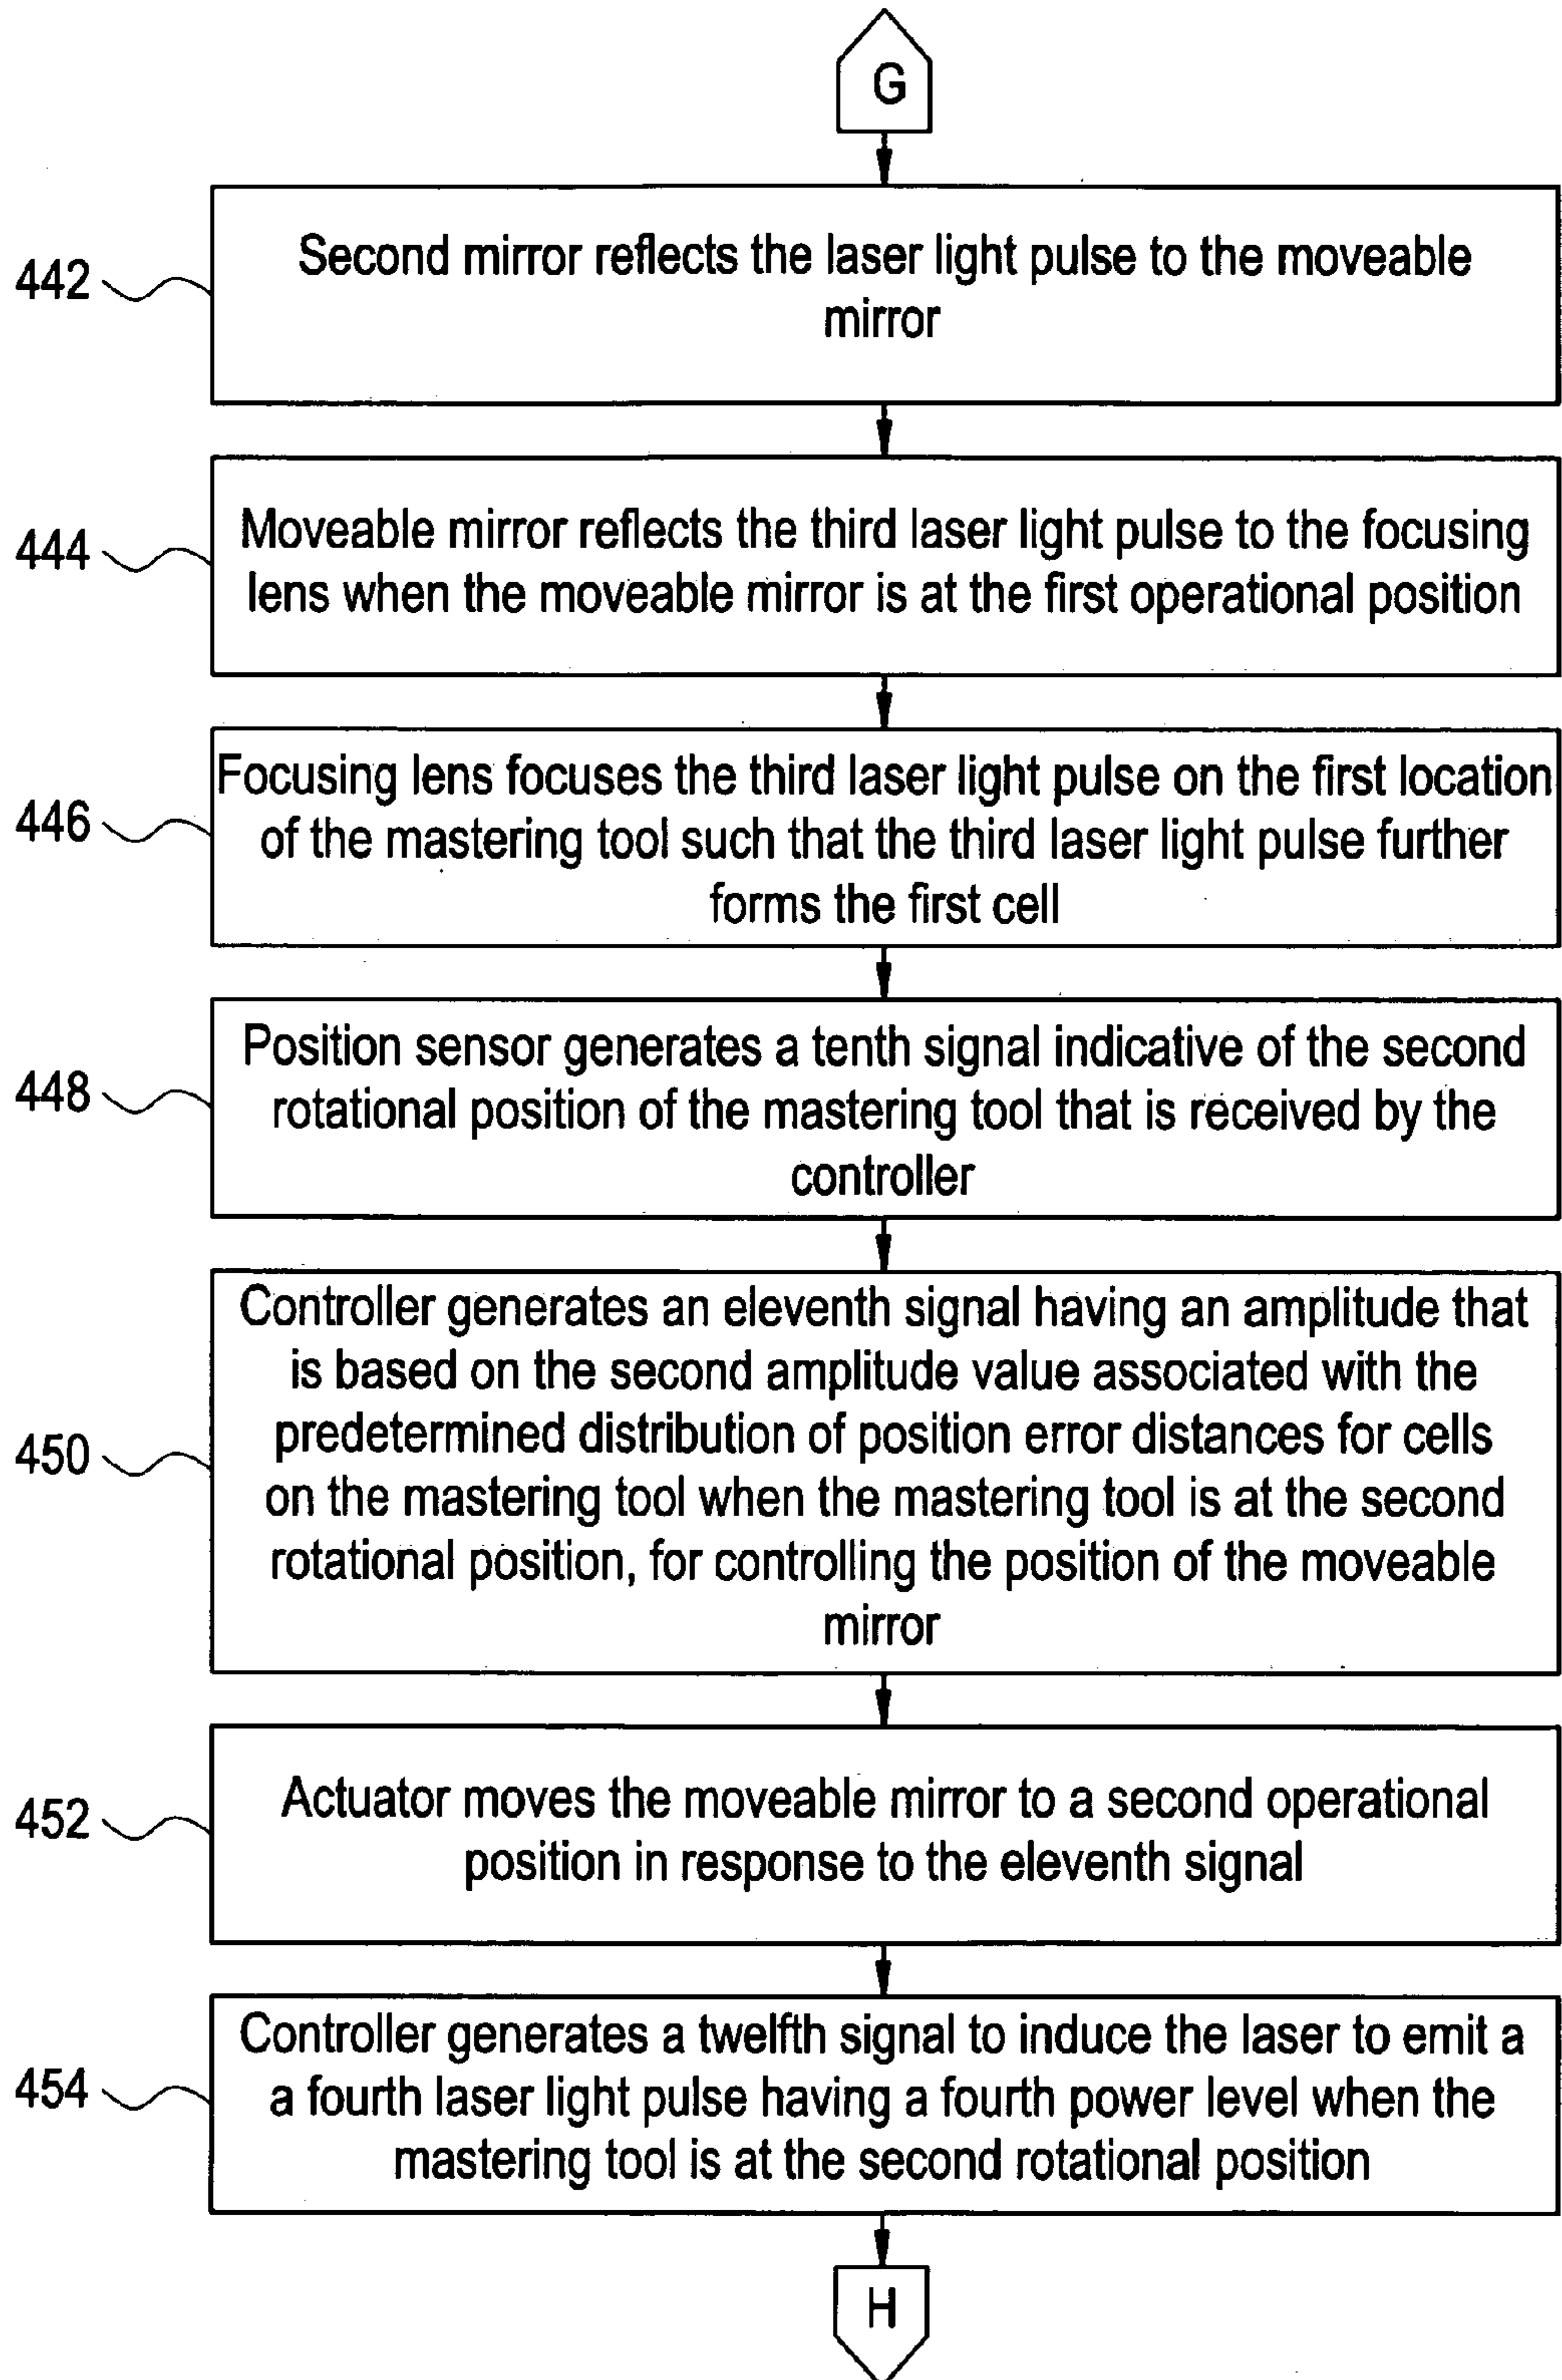 G
442
Second mirror reflects the laser light pulse to the moveable
mirror
444
Moveable mirror reflects the third laser light pulse to the focusing
lens when the moveable mirror is at the first operational position
446
Focusing lens focuses the third laser light pulse on the first location
of the mastering tool such that the third laser light pulse further
forms the first cell
448
Position sensor generates a tenth signal indicative of the second
rotational position of the mastering tool that is received by the
controller
450
Controller generates an eleventh signal having an amplitude that
is based on the second amplitude value associated with the
predetermined distribution of position error distances for cells
on the mastering tool when the mastering tool is at the second
rotational position, for controlling the position of the moveable
mirror
452
Actuator moves the moveable mirror to a second operational
position in response to the eleventh signal
454
Controller generates a twelfth signal to induce the laser to emit a
a fourth laser light pulse having a fourth power level when the
mastering tool is at the second rotational position
H